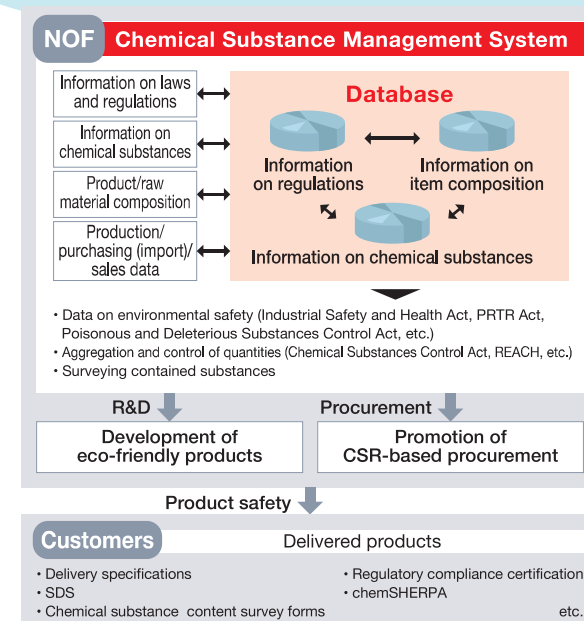 NOF Chemical Substance Management System
Information on laws
and regulations
Information on
chemical substances
Product/raw
material composition
Production/
purchasing (import)/
sales data
Database
Information
on regulations
Information on
item composition
Information on chemical substances
・Data on environmental safety (Industrial Safety and Health Act, PRTR Act,
Poisonous and Deleterious Substances Control Act, etc.)
・Aggregation and control of quantities (Chemical Substances Control Act, REACH, etc.)
・Surveying contained substances
R&D
Development of
eco-friendly products
Procurement
Promotion of
CSR-based procurement
Product safety
Customers Delivered products
・Delivery specifications
・SDS
・Chemical substance content survey forms
・Regulatory compliance certification
・chemSHERPA
etc.